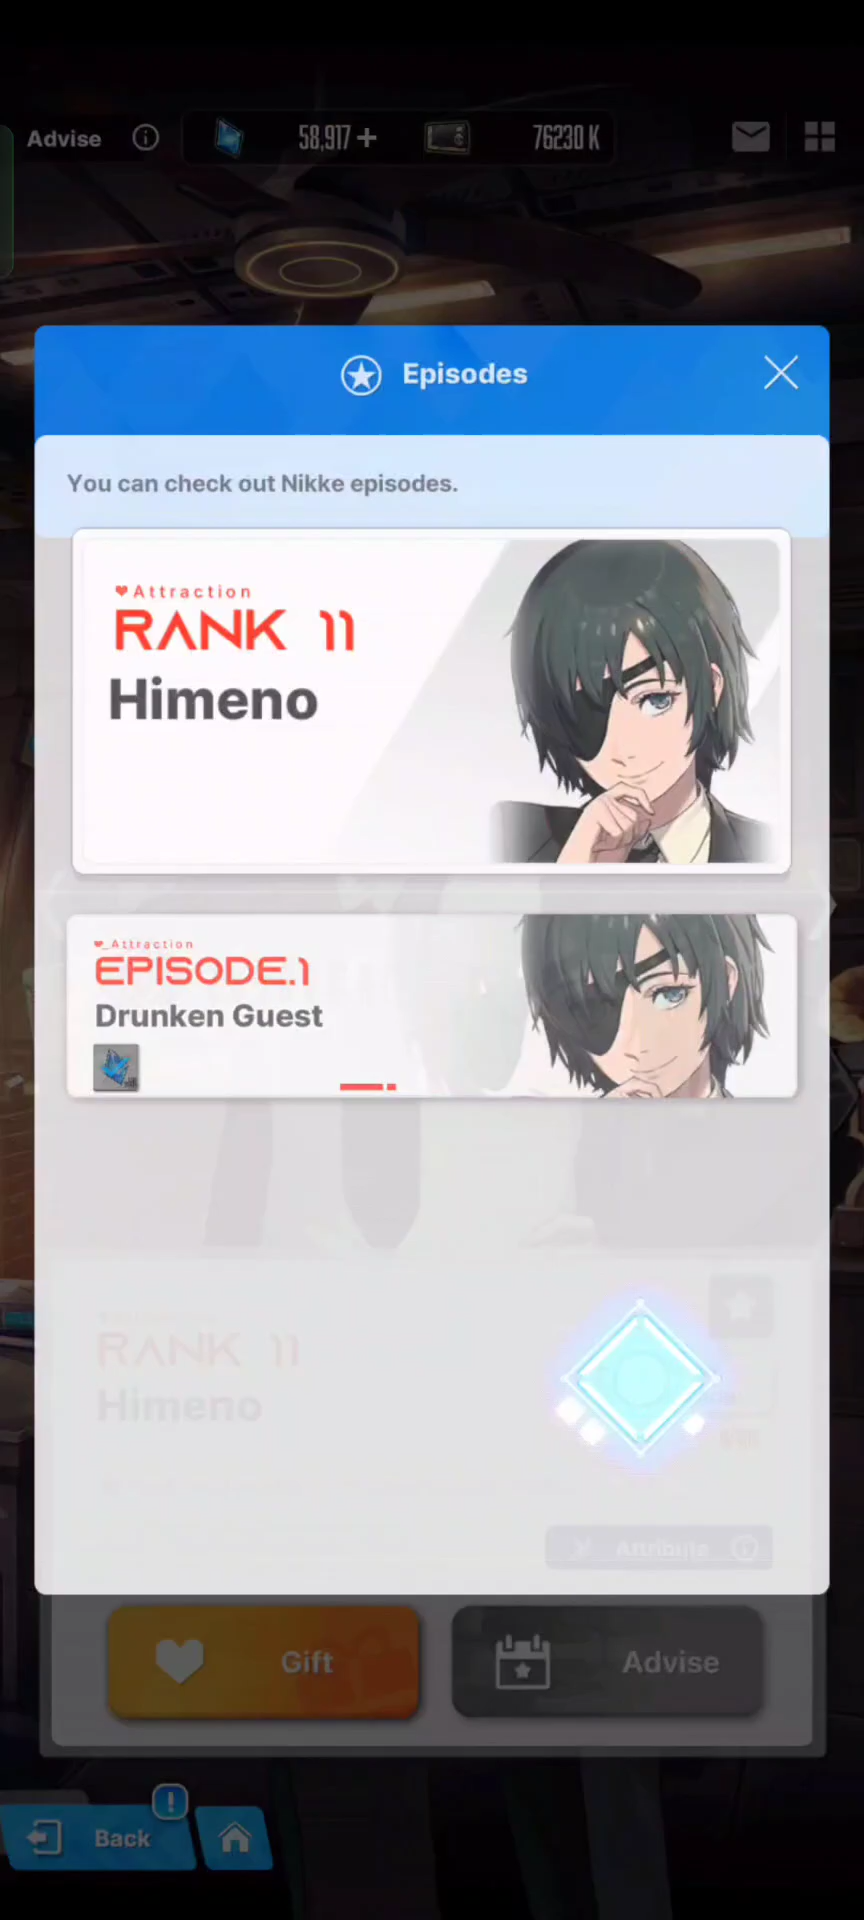 Advise
58,917
76230 K
Episodes
You can check out Nikke episodes.
Attraction
RANK 11
Himeno
Attraction
EPISODE.1
Drunken Guest
RANK 11
Himeno
Attribute
Gift
Advise
Back